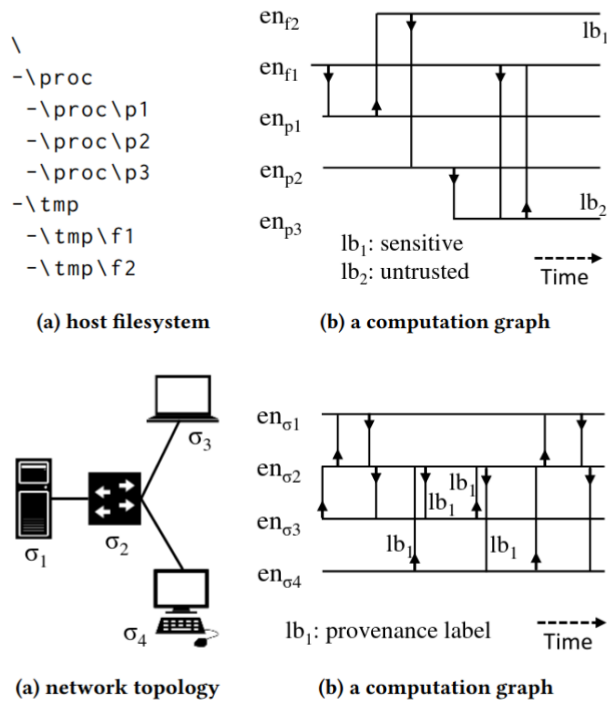 \
-\proc
-\proc\p1
-\proc\p2
-\proc\p3
-\tmp
-\tmp\f1
-\tmp\f2
(a) host filesystem
en_f2
lb_1
en_f1
en_p1
en_p2
lb_2
en_p3
lb_1: sensitive
lb_2: untrusted
Time
(b) a computation graph
σ_3
σ_1
σ_2
σ_4
(a) network topology
en_σ1
en_σ2
lb_1
lb_1
en_σ3
lb_1
lb_1
en_σ4
lb_1: provenance label
Time
(b) a computation graph